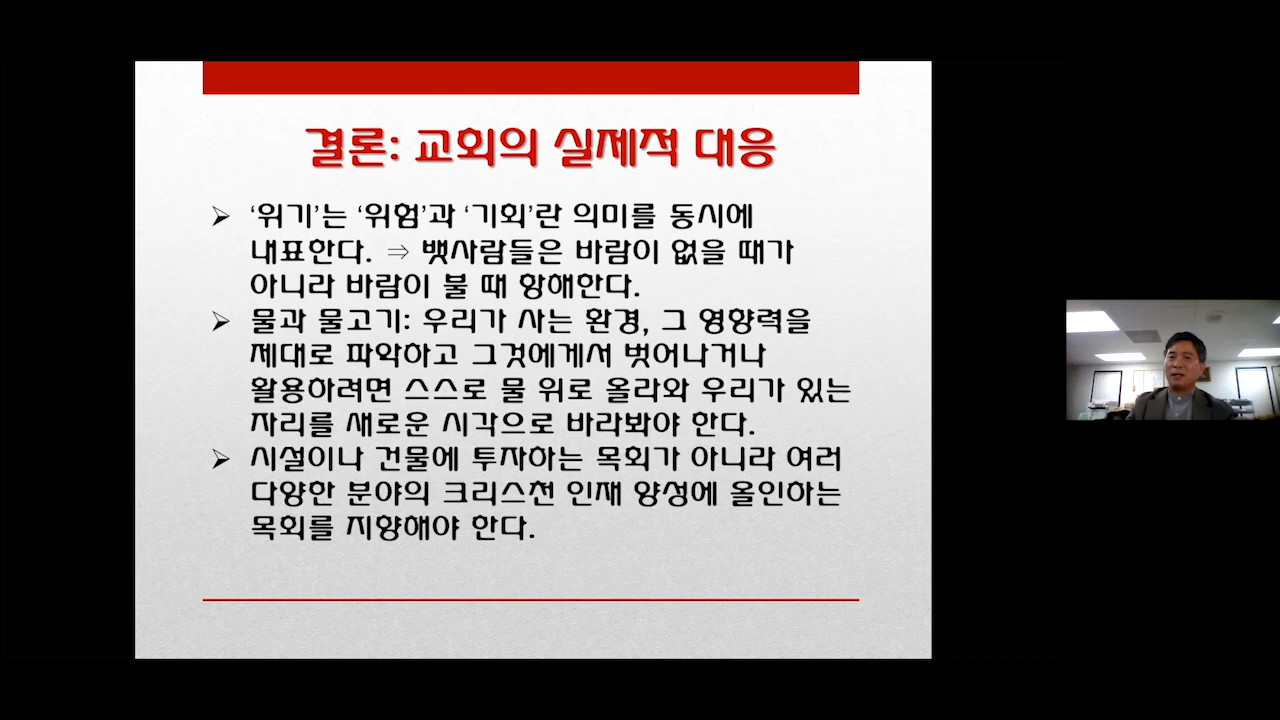 결론: 교회의 실제적 대응
➢ ‘위기’는 ‘위험’과 ‘기회’란 의미를 동시에
내표한다. ⇒ 뱃사람들은 바람이 없을 때가
아니라 바람이 불 때 항해한다.
➢ 물과 물고기: 우리가 사는 환경, 그 영향력을
제대로 파악하고 그것에게서 벗어나거나
활용하려면 스스로 물 위로 올라와 우리가 있는
자리를 새로운 시각으로 바라봐야 한다.
➢ 시설이나 건물에 투자하는 목회가 아니라 여러
다양한 분야의 크리스천 인재 양성에 올인하는
목회를 지향해야 한다.